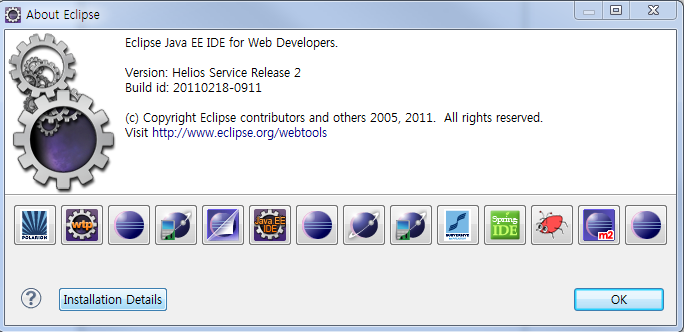 About Eclipse
Eclipse Java EE IDE for Web Developers.
Version: Helios Service Release 2
Build id: 20110218-0911
(c) Copyright Eclipse contributors and others 2005, 2011.  All rights reserved.
Visit http://www.eclipse.org/webtools
POLARION
wtp
Java EE IDE
SUBVERSIVE
Spring IDE
m2
?
Installation Details
OK